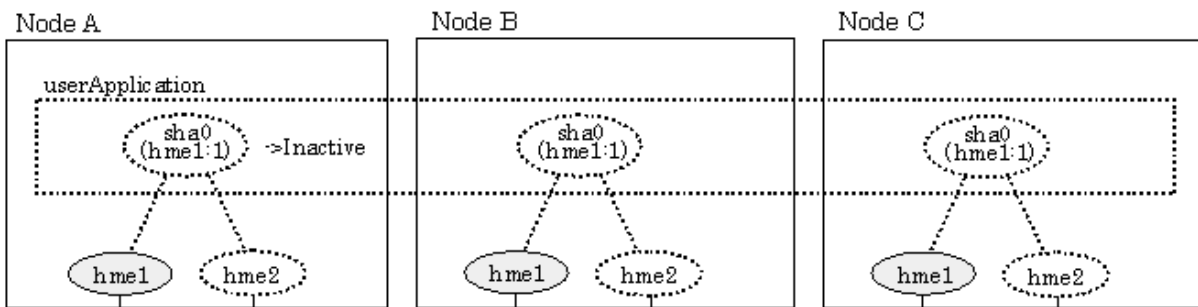 Node A
Node B
Node C
userApplication
sha0
(hme1:1)
->Inactive
sha0
(hme1:1)
sha0
(hme1:1)
hme1
hme2
hme1
hme2
hme1
hme2